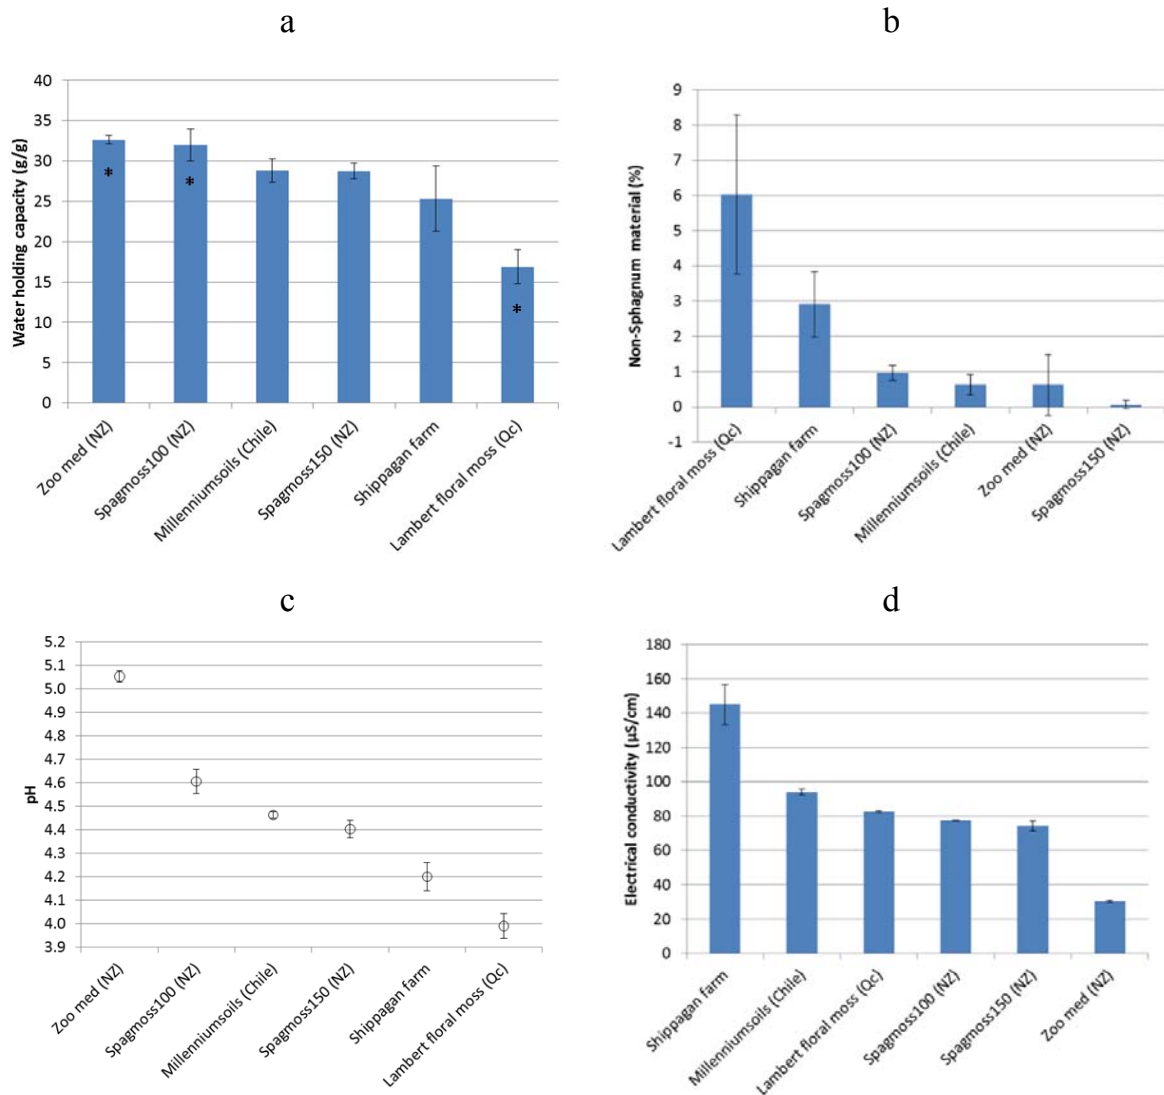 a
Water holding capacity (g/g)
40
35
30
25
20
15
10
5
0
*
*
*
Zoo med (NZ)
Spagmoss100 (NZ)
Millenniumsoils (Chile)
Spagmoss150 (NZ)
Shippagan farm
Lambert floral moss (Qc)
b
Non-Sphagnum material (%)
9
8
7
6
5
4
3
2
1
0
-1
Lambert floral moss (Qc)
Shippagan farm
Spagmoss100 (NZ)
Millenniumsoils (Chile)
Zoo med (NZ)
Spagmoss150 (NZ)
c
pH
5.2
5.1
5.0
4.9
4.8
4.7
4.6
4.5
4.4
4.3
4.2
4.1
4.0
3.9
Zoo med (NZ)
Spagmoss100 (NZ)
Millenniumsoils (Chile)
Spagmoss150 (NZ)
Shippagan farm
Lambert floral moss (Qc)
d
Electrical conductivity (µS/cm)
180
160
140
120
100
80
60
40
20
0
Shippagan farm
Millenniumsoils (Chile)
Lambert floral moss (Qc)
Spagmoss100 (NZ)
Spagmoss150 (NZ)
Zoo med (NZ)